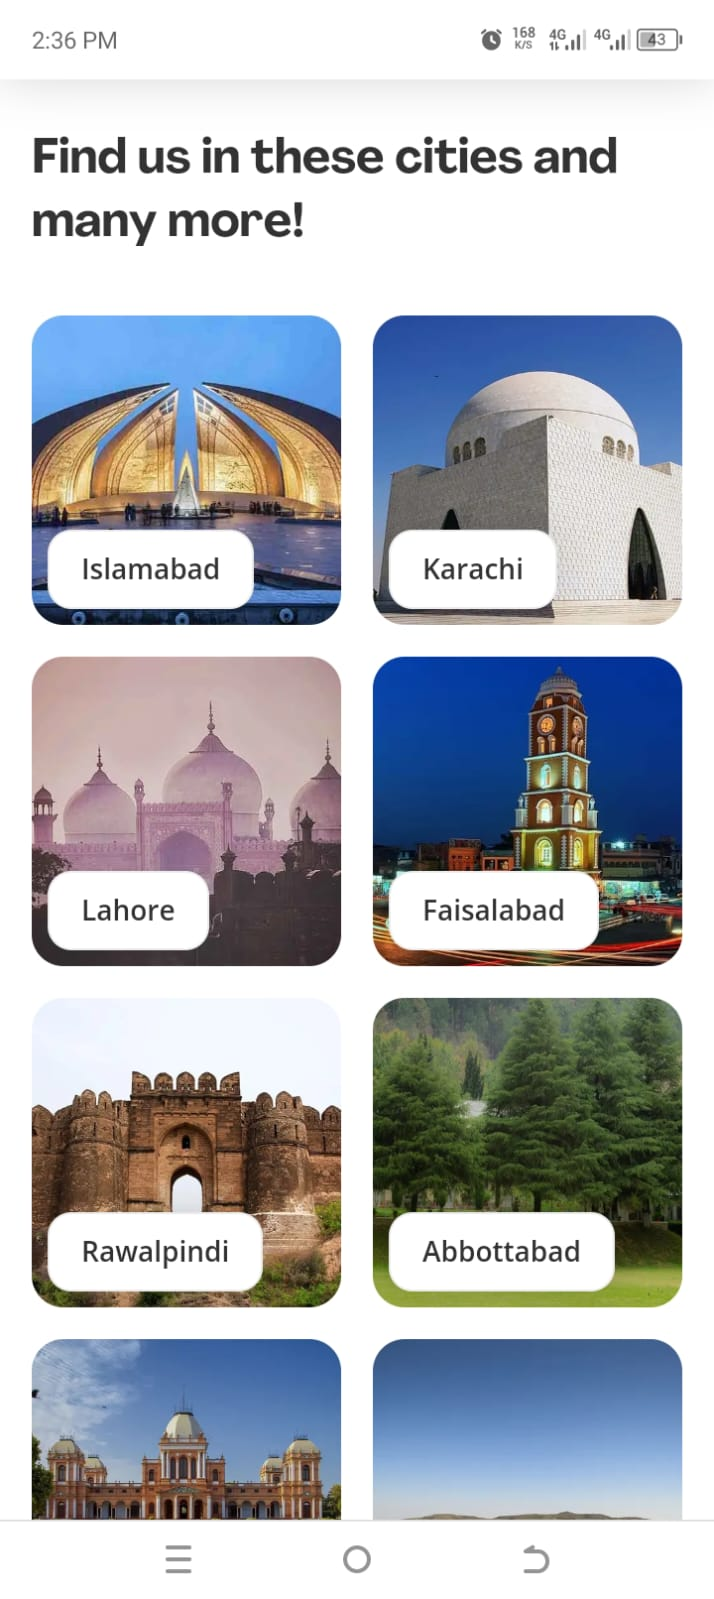 2:36 PM
168
K/S
4G
4G
43
Find us in these cities and
many more!
Islamabad
Karachi
Lahore
Faisalabad
Rawalpindi
Abbottabad